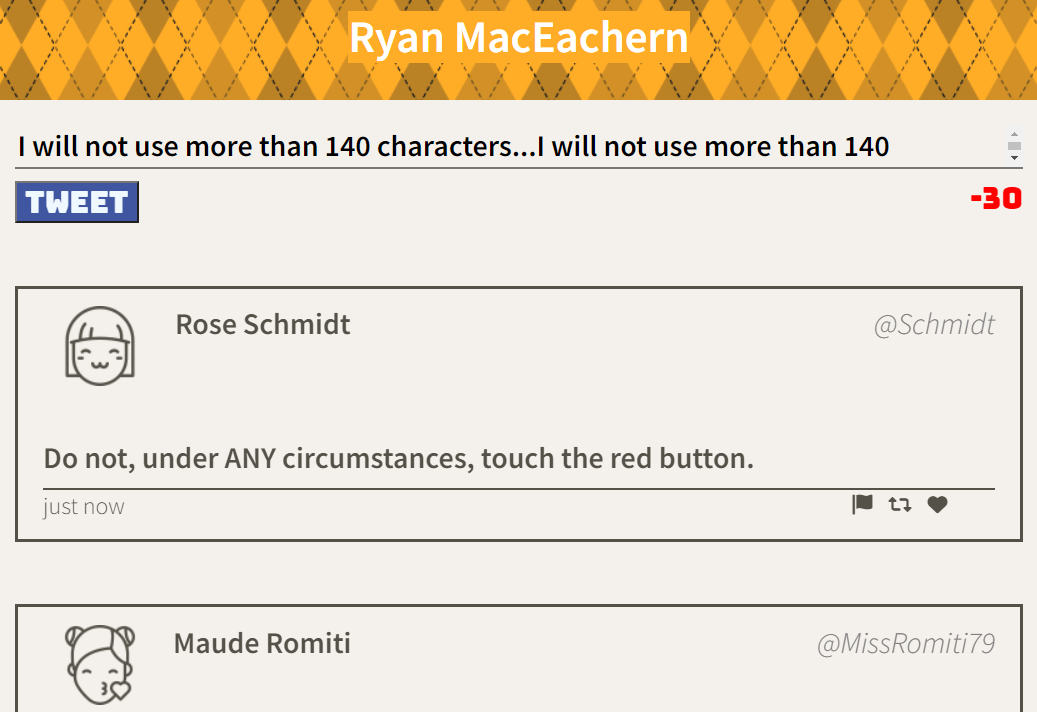 Ryan MacEachern
I will not use more than 140 characters...I will not use more than 140
TWEET
-30
Rose Schmidt
@Schmidt
Do not, under ANY circumstances, touch the red button.
just now
Maude Romiti
@MissRomiti79